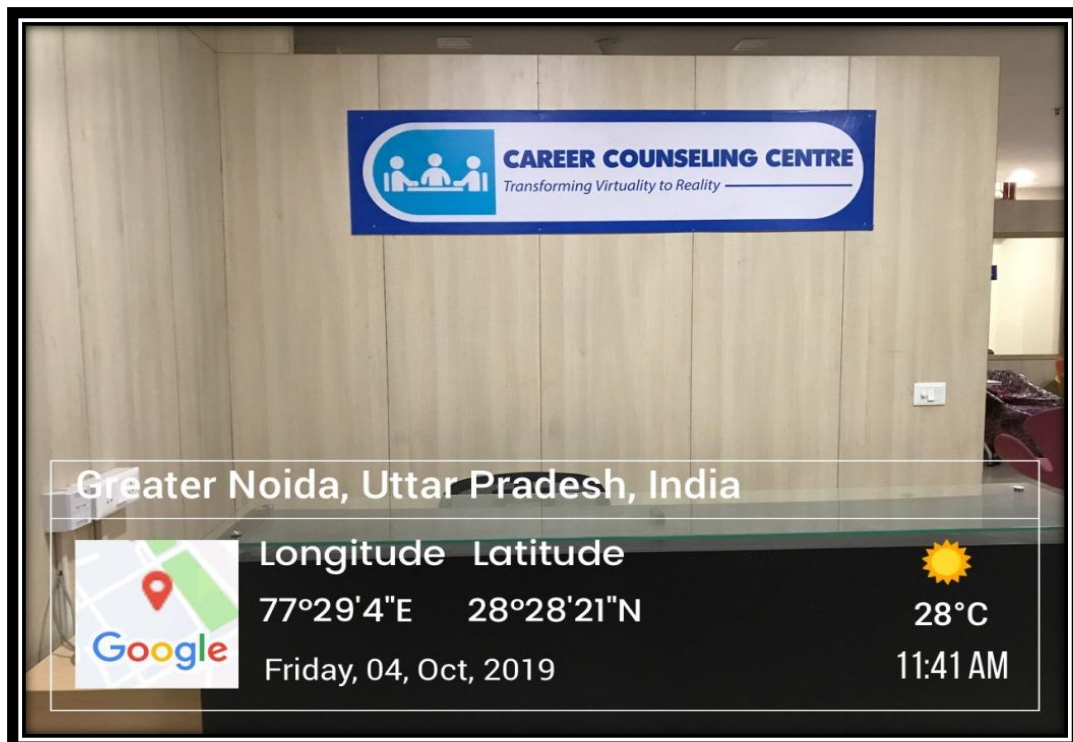 CAREER COUNSELING CENTRE
Transforming Virtuality to Reality
Greater Noida, Uttar Pradesh, India
Longitude Latitude
77°29'4"E 28°28'21"N
28°C
Google
Friday, 04, Oct, 2019
11:41 AM